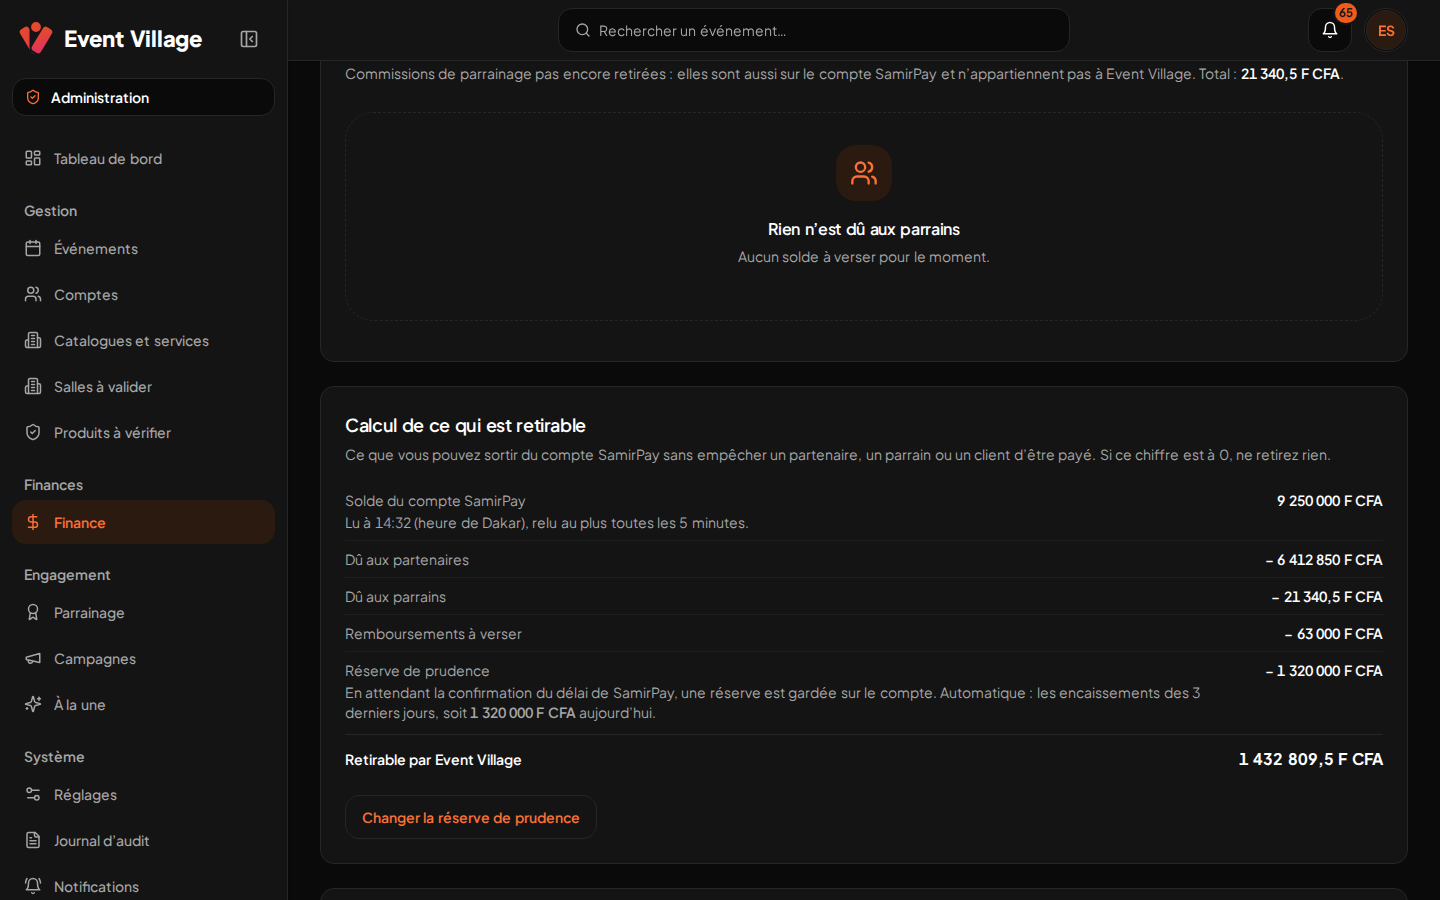 Event Village
Rechercher un événement...
65
ES
Administration
Tableau de bord
Gestion
Événements
Comptes
Catalogues et services
Salles à valider
Produits à vérifier
Finances
Finance
Engagement
Parrainage
Campagnes
À la une
Système
Réglages
Journal d'audit
Notifications
Commissions de parrainage pas encore retirées : elles sont aussi sur le compte SamirPay et n'appartiennent pas à Event Village. Total : 21 340,5 F CFA.
Rien n'est dû aux parrains
Aucun solde à verser pour le moment.
Calcul de ce qui est retirable
Ce que vous pouvez sortir du compte SamirPay sans empêcher un partenaire, un parrain ou un client d'être payé. Si ce chiffre est à 0, ne retirez rien.
Solde du compte SamirPay 9 250 000 F CFA
Lu à 14:32 (heure de Dakar), relu au plus toutes les 5 minutes.
Dû aux partenaires – 6 412 850 F CFA
Dû aux parrains – 21 340,5 F CFA
Remboursements à verser – 63 000 F CFA
Réserve de prudence – 1 320 000 F CFA
En attendant la confirmation du délai de SamirPay, une réserve est gardée sur le compte. Automatique : les encaissements des 3
derniers jours, soit 1 320 000 F CFA aujourd'hui.
Retirable par Event Village 1 432 809,5 F CFA
Changer la réserve de prudence